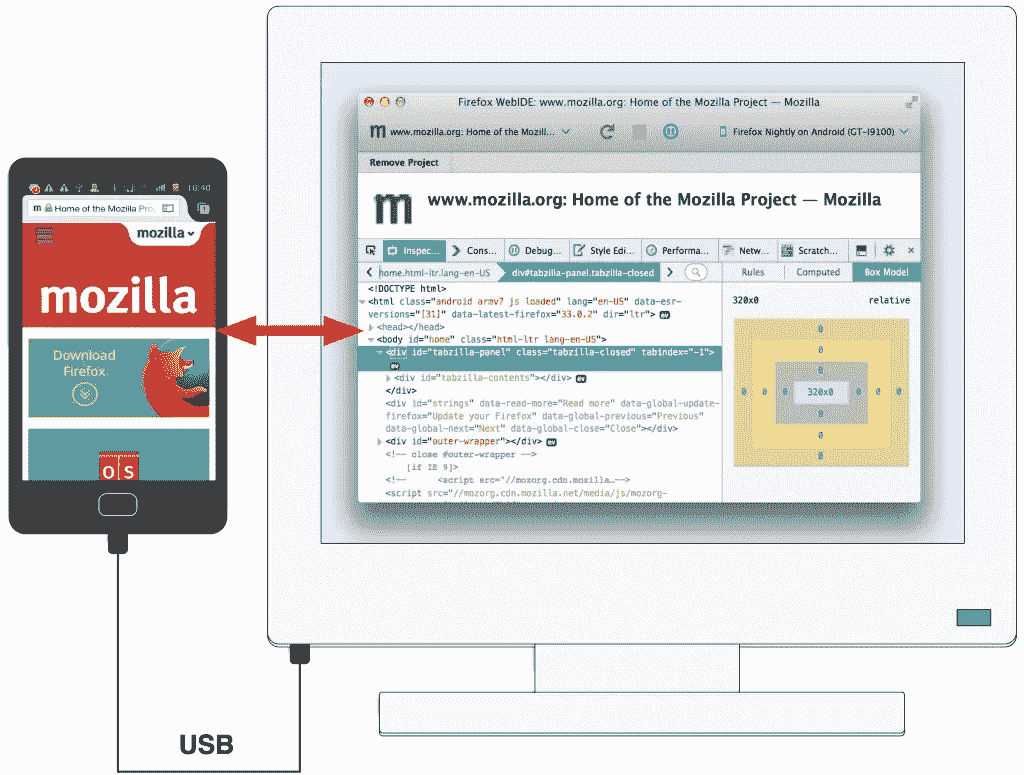 16:40
m Home of the Mozilla Pro
1
mozilla
mozilla
Download
Firefox
os
USB
Firefox WebIDE: www.mozilla.org: Home of the Mozilla Project — Mozilla
m www.mozilla.org: Home of the Mozill...
Firefox Nightly on Android (GT-I9100)
Remove Project
m www.mozilla.org: Home of the Mozilla Project — Mozilla
Inspec... Cons... Debug... Style Edi... Performa... Netw... Scratch...
home.html-ltr.lang-en-US div#tabzilla-panel.tabzilla-closed
Rules Computed Box Model
<!DOCTYPE html>
<html class="android armv7 js loaded" lang="en-US" data-esr-
versions="[31]" data-latest-firefox="33.0.2" dir="ltr"> ev
<head></head>
<body id="home" class="html-ltr lang-en-US">
<div id="tabzilla-panel" class="tabzilla-closed" tabindex="-1">
ev
<div id="tabzilla-contents"></div> ev
</div>
<div id="strings" data-read-more="Read more" data-global-update-
firefox="Update your Firefox" data-global-previous="Previous"
data-global-next="Next" data-global-close="Close"></div>
<div id="outer-wrapper"></div> ev
<!-- close #outer-wrapper -->
[if IE 9]>
<!-- <script src="//mozorg.cdn.mozilla…-->
<script src="//mozorg.cdn.mozilla.net/media/js/mozorg-
320x0 relative
0
0
0
0 0 0 320x0 0 0 0
0
0
0